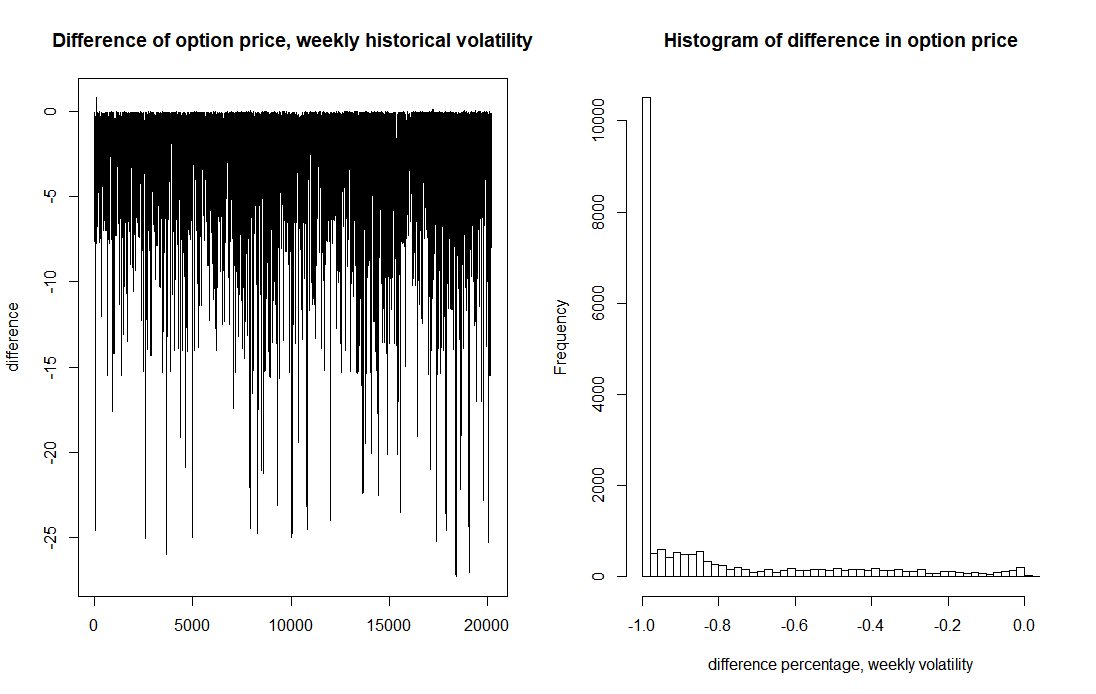 Difference of option price, weekly historical volatility
difference
0
-5
-10
-15
-20
-25
0 5000 10000 15000 20000
Histogram of difference in option price
Frequency
10000
8000
6000
4000
2000
0
-1.0 -0.8 -0.6 -0.4 -0.2 0.0
difference percentage, weekly volatility